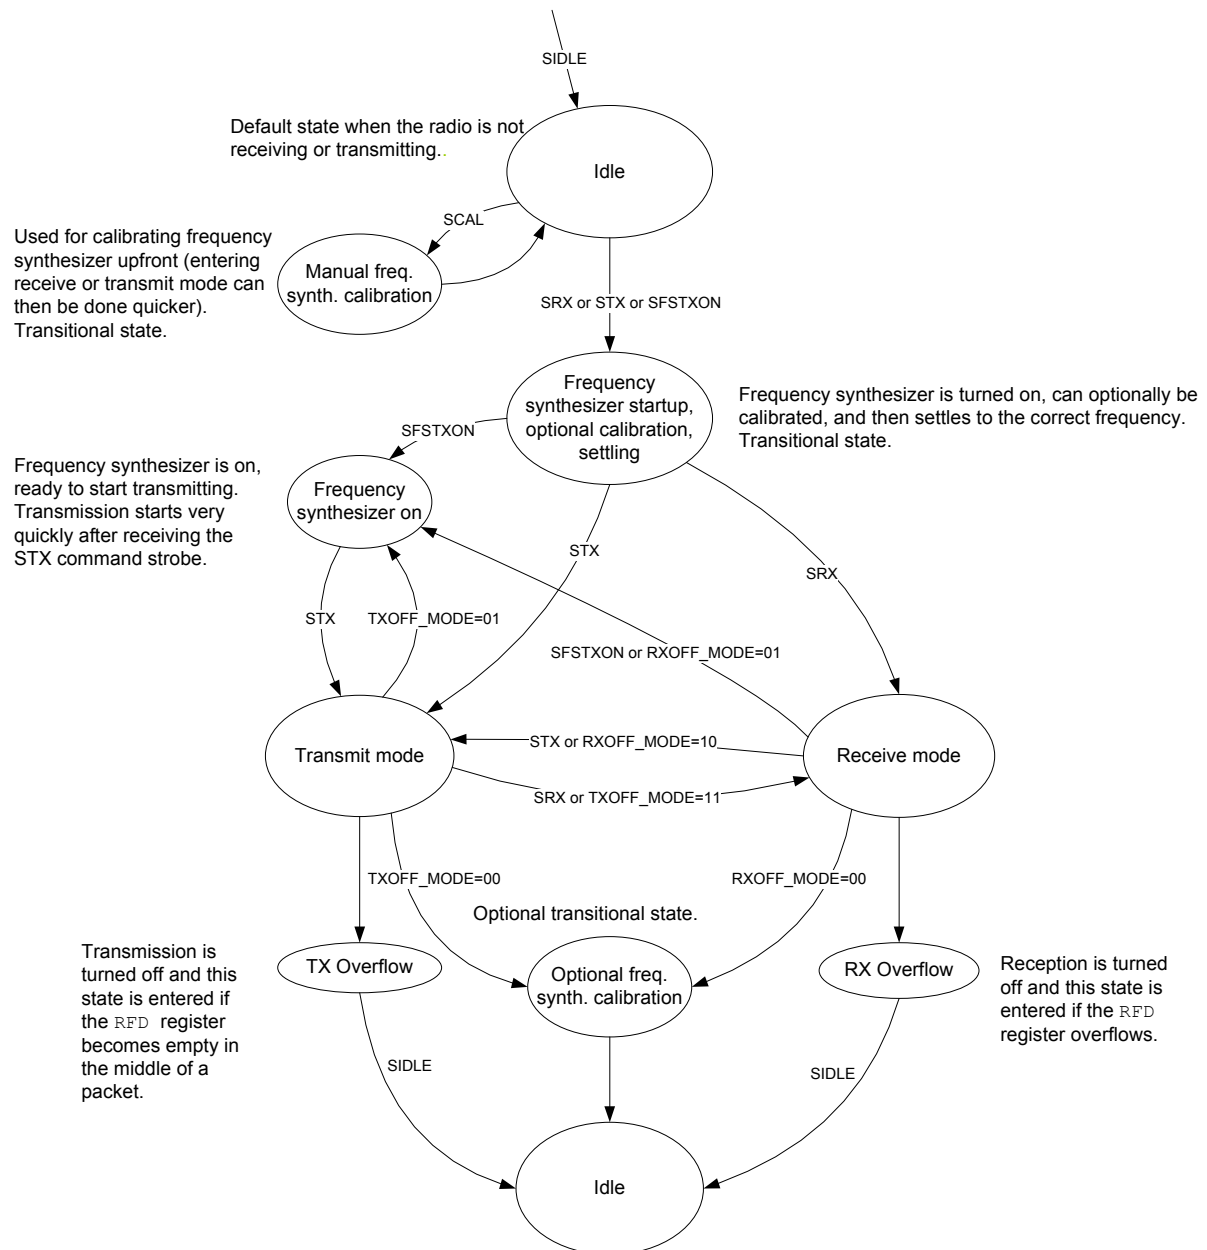 SIDLE
Default state when the radio is not
receiving or transmitting..
Idle
SCAL
Used for calibrating frequency
synthesizer upfront (entering
receive or transmit mode can
then be done quicker).
Transitional state.
Manual freq.
synth. calibration
SRX or STX or SFSTXON
Frequency
synthesizer startup,
optional calibration,
settling
Frequency synthesizer is turned on, can optionally be
calibrated, and then settles to the correct frequency.
Transitional state.
SFSTXON
Frequency synthesizer is on,
ready to start transmitting.
Transmission starts very
quickly after receiving the
STX command strobe.
Frequency
synthesizer on
STX
SRX
STX
TXOFF_MODE=01
SFSTXON or RXOFF_MODE=01
Transmit mode
STX or RXOFF_MODE=10
Receive mode
SRX or TXOFF_MODE=11
TXOFF_MODE=00
RXOFF_MODE=00
Optional transitional state.
Transmission is
turned off and this
state is entered if
the RFD register
becomes empty in
the middle of a
packet.
TX Overflow
Optional freq.
synth. calibration
RX Overflow
Reception is turned
off and this state is
entered if the RFD
register overflows.
SIDLE
SIDLE
Idle